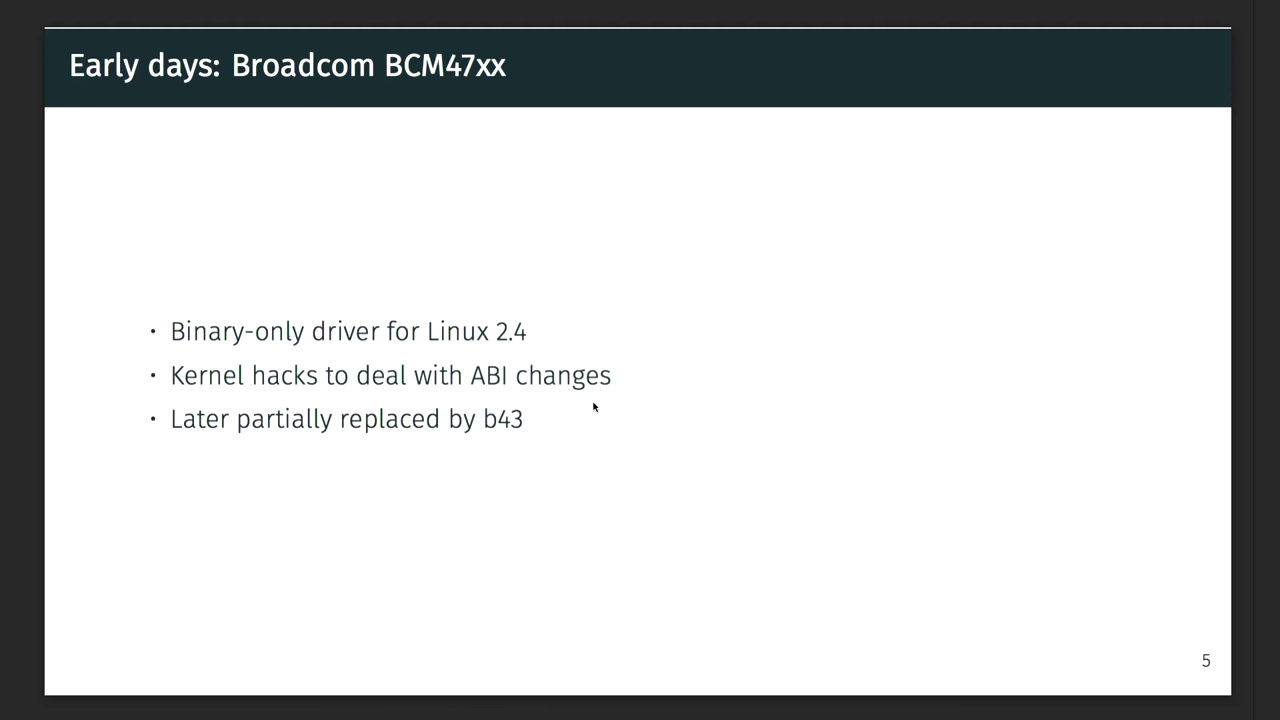 Early days: Broadcom BCM47xx
• Binary-only driver for Linux 2.4
• Kernel hacks to deal with ABI changes
• Later partially replaced by b43
5